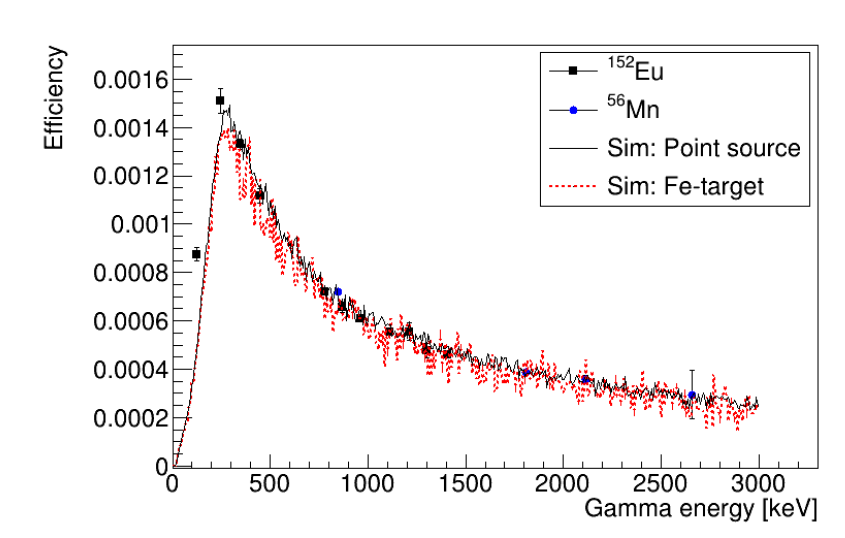 Efficiency
0.0016
0.0014
0.0012
0.001
0.0008
0.0006
0.0004
0.0002
0
¹⁵²Eu
⁵⁶Mn
Sim: Point source
Sim: Fe-target
0 500 1000 1500 2000 2500 3000
Gamma energy [keV]